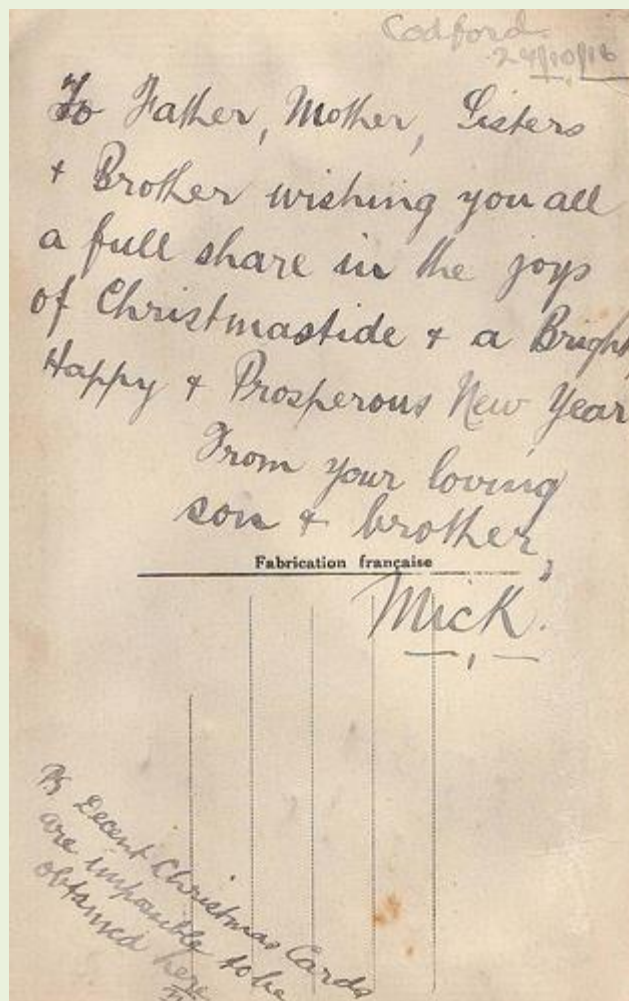 Codford
24/10/16
To Father, Mother, Sisters
& Brother wishing you all
a full share in the joys
of Christmastide & a Bright,
Happy & Prosperous New Year
From your loving
son & brother,
Fabrication française
Mick.
PS Decent Christmas Cards
are impossible to be
obtained here